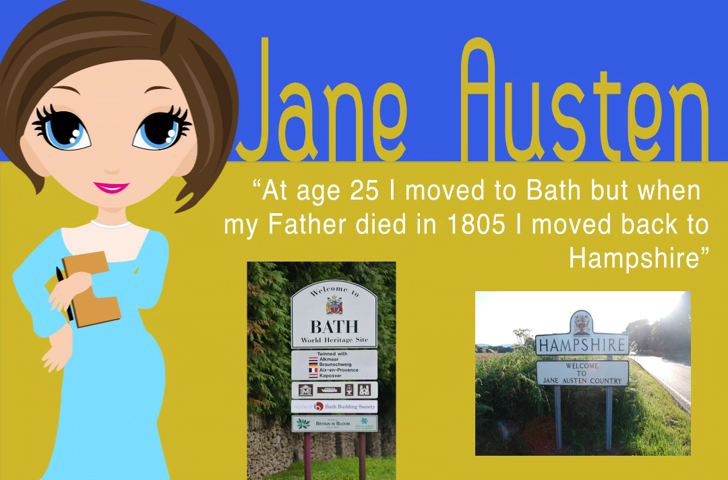 Jane Austen
“At age 25 I moved to Bath but when
my Father died in 1805 I moved back to
Hampshire”
Welcome to
BATH
World Heritage Site
Twinned with
Alkmaar
Braunschweig
Aix-en-Provence
Kaposvar
Bath Building Society
HAMPSHIRE
WELCOME
TO
JANE AUSTEN COUNTRY